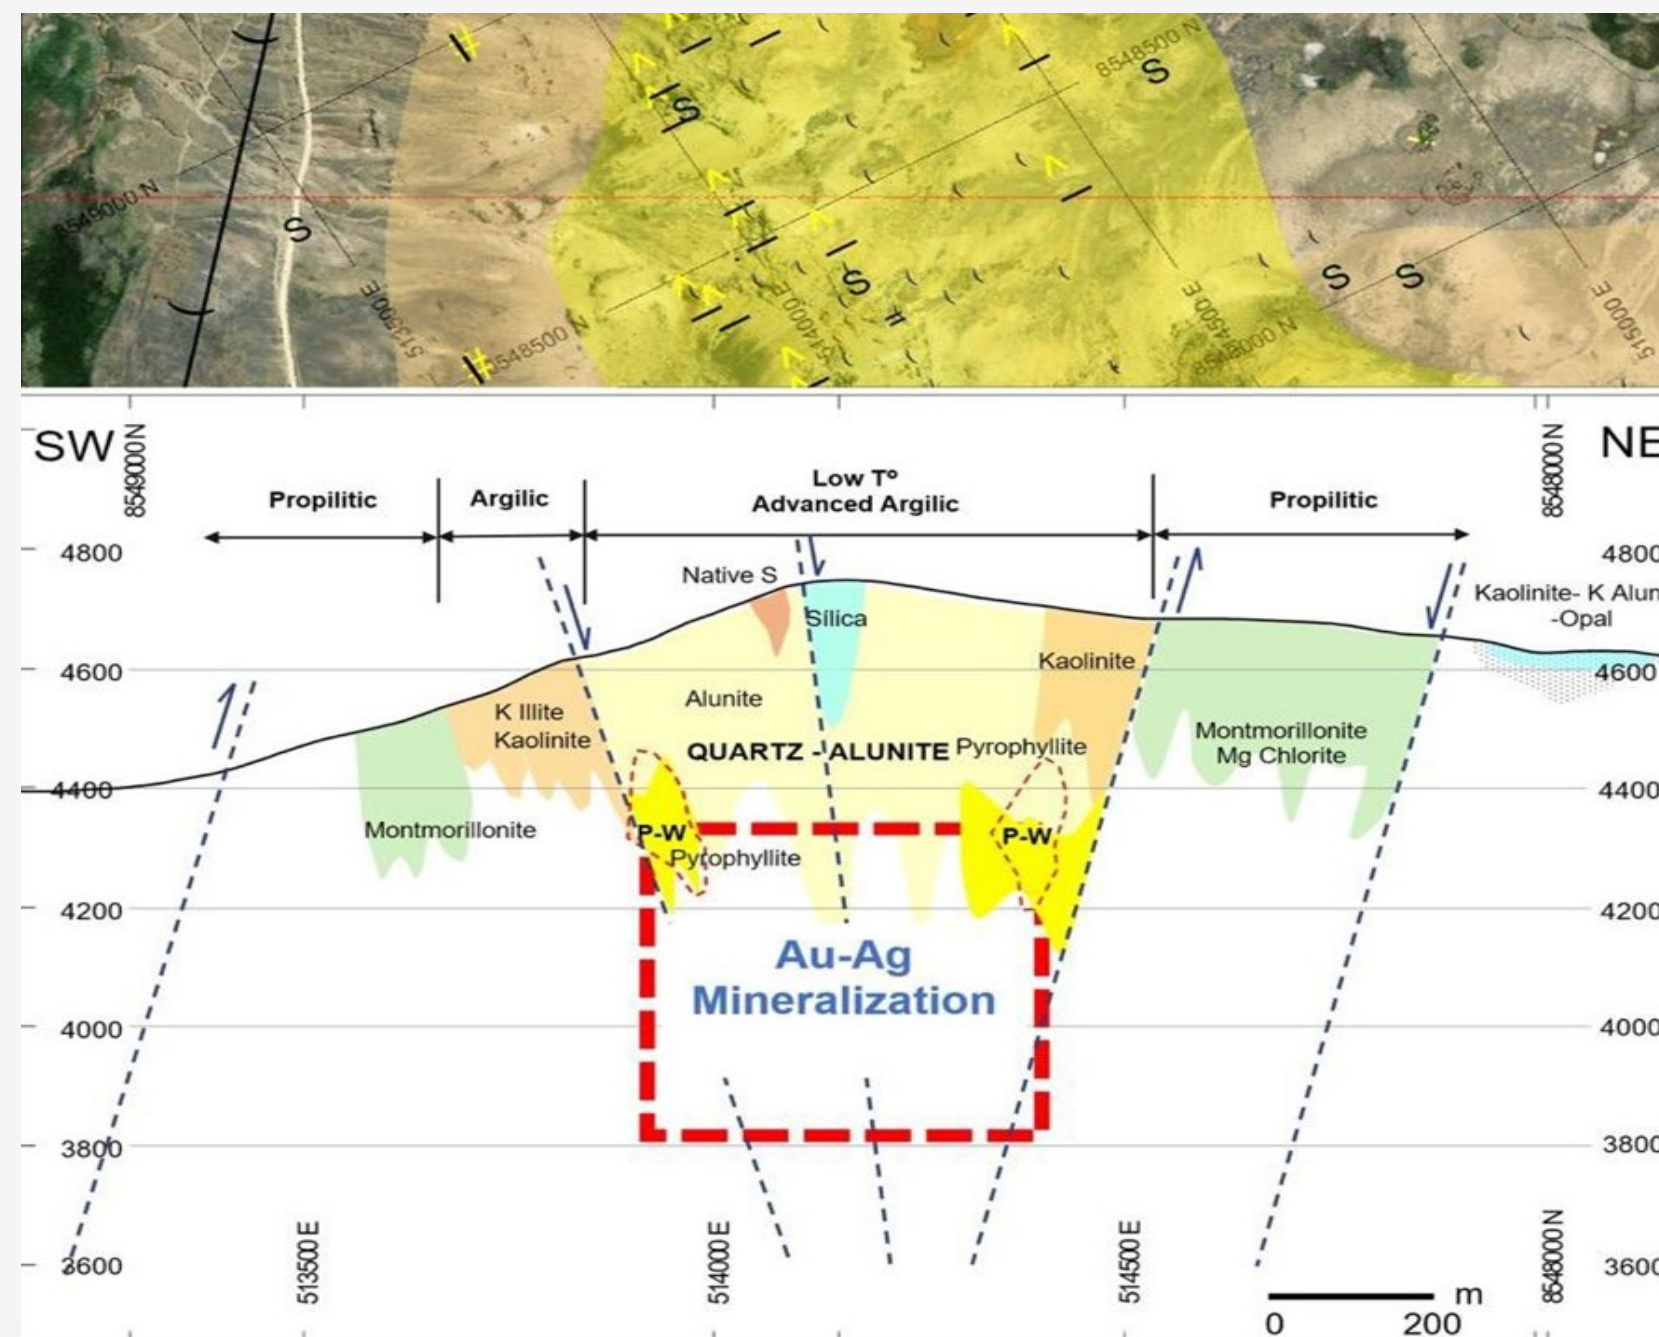 8548500 N
S
S
8549000 N
S
S
S
S
513500 E
514000 E
514500 E
515000 E
8548500 N
8548000 N
SW
8549000 N
8548000 N
NE
Propilitic
Argilic
Low Tº
Advanced Argilic
Propilitic
4800
4800
Native S
Sílica
Kaolinite- K Alun
-Opal
4600
4600
Kaolinite
K Illite
Kaolinite
Alunite
QUARTZ - ALUNITE
Pyrophyllite
Montmorillonite
Mg Chlorite
4400
4400
Montmorillonite
P-W
P-W
Pyrophyllite
4200
4200
Au-Ag
Mineralization
4000
4000
3800
3800
3600
3600
513500 E
514000 E
514500 E
8548000 N
m
0
200